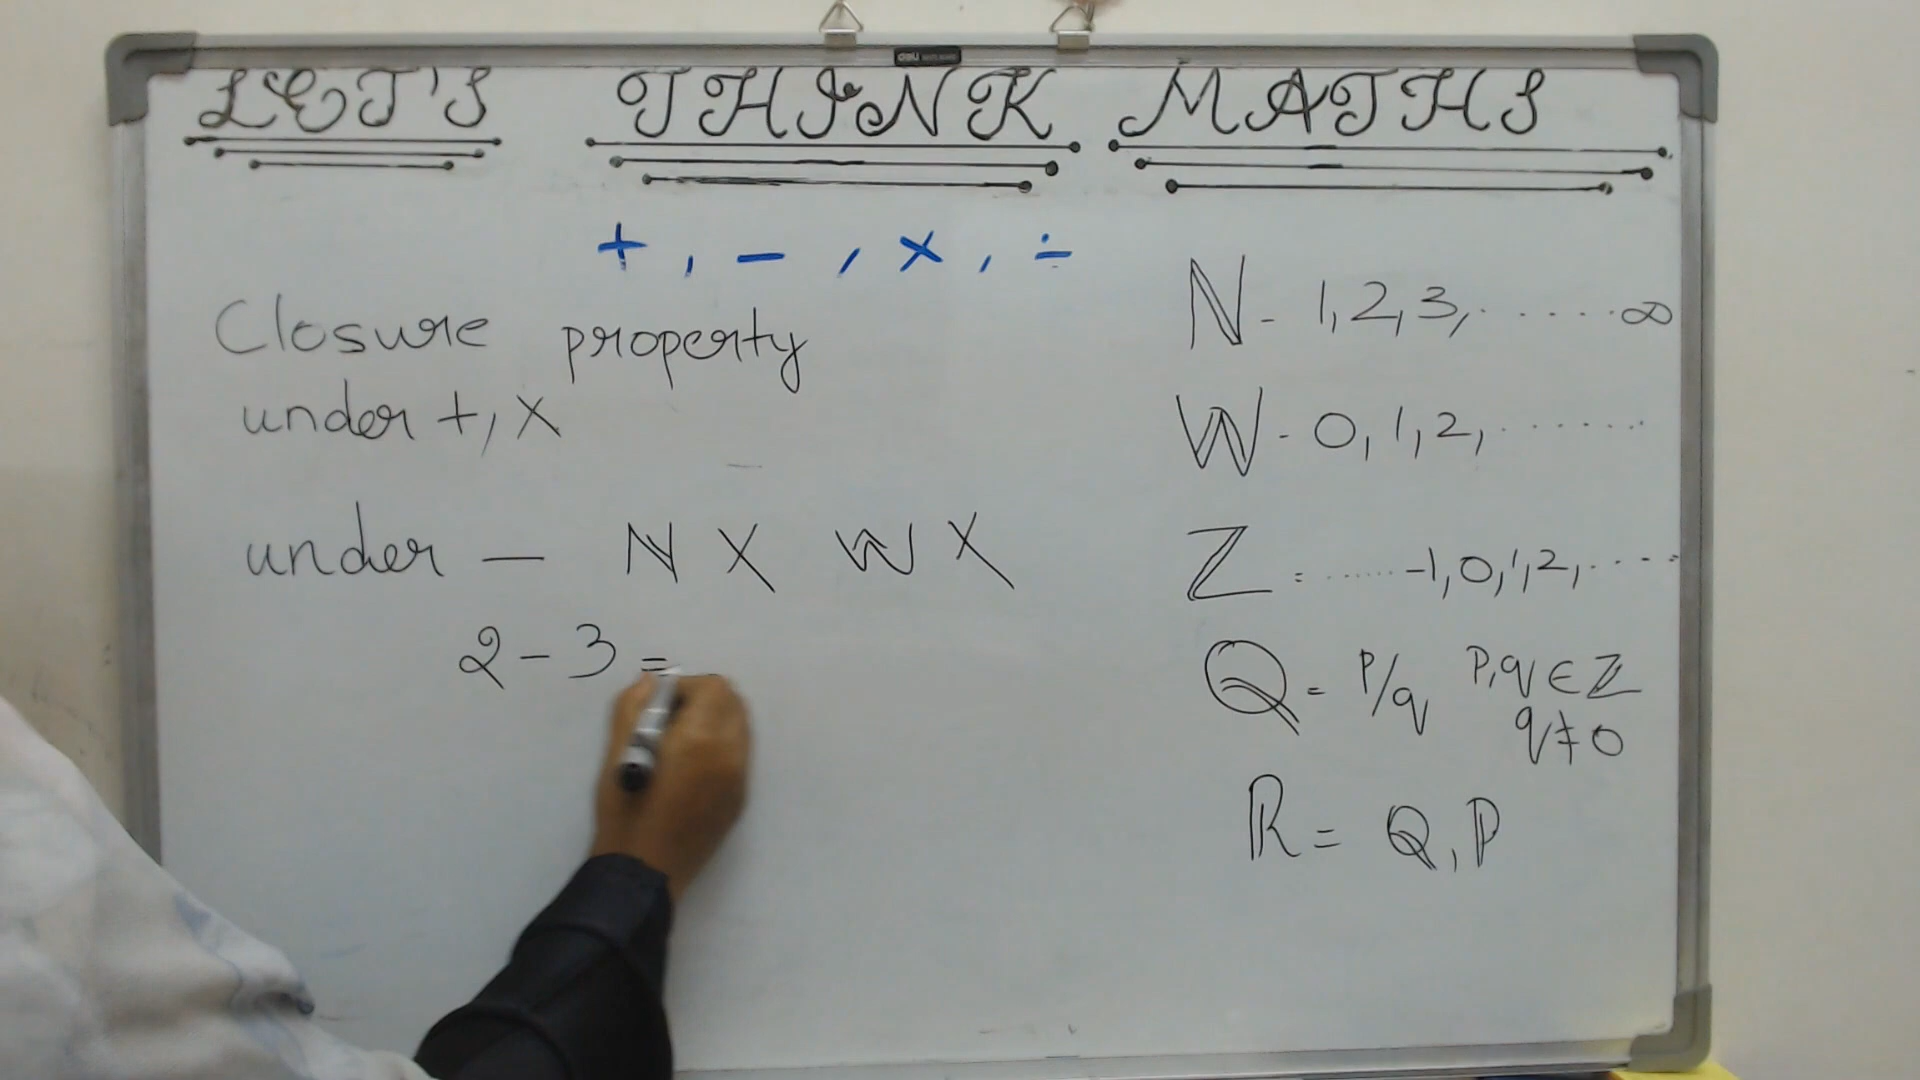 LET'S THINK MATHS
+ , - , × , ÷
Closure property
under +, ×
under — N X W X
2 - 3 = -
N - 1, 2, 3, ...... ∞
W - 0, 1, 2, .......
Z = ...... -1, 0, 1, 2, .....
Q = p/q p, q ∈ Z
q ≠ 0
R = Q, P
deli